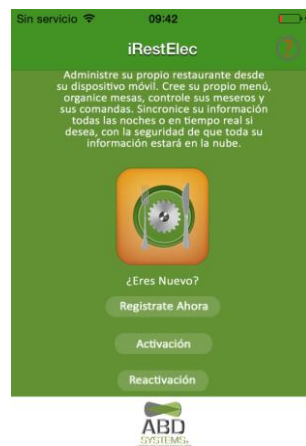 Sin servicio 09:42
iRestElec
?
Administre su propio restaurante desde
su dispositivo móvil. Cree su propio menú,
organice mesas, controle sus meseros y
sus comandas. Sincronice su información
todas las noches o en tiempo real si
desea, con la seguridad de que toda su
información estará en la nube.
¿Eres Nuevo?
Registrate Ahora
Activación
Reactivación
ABD
SYSTEMS